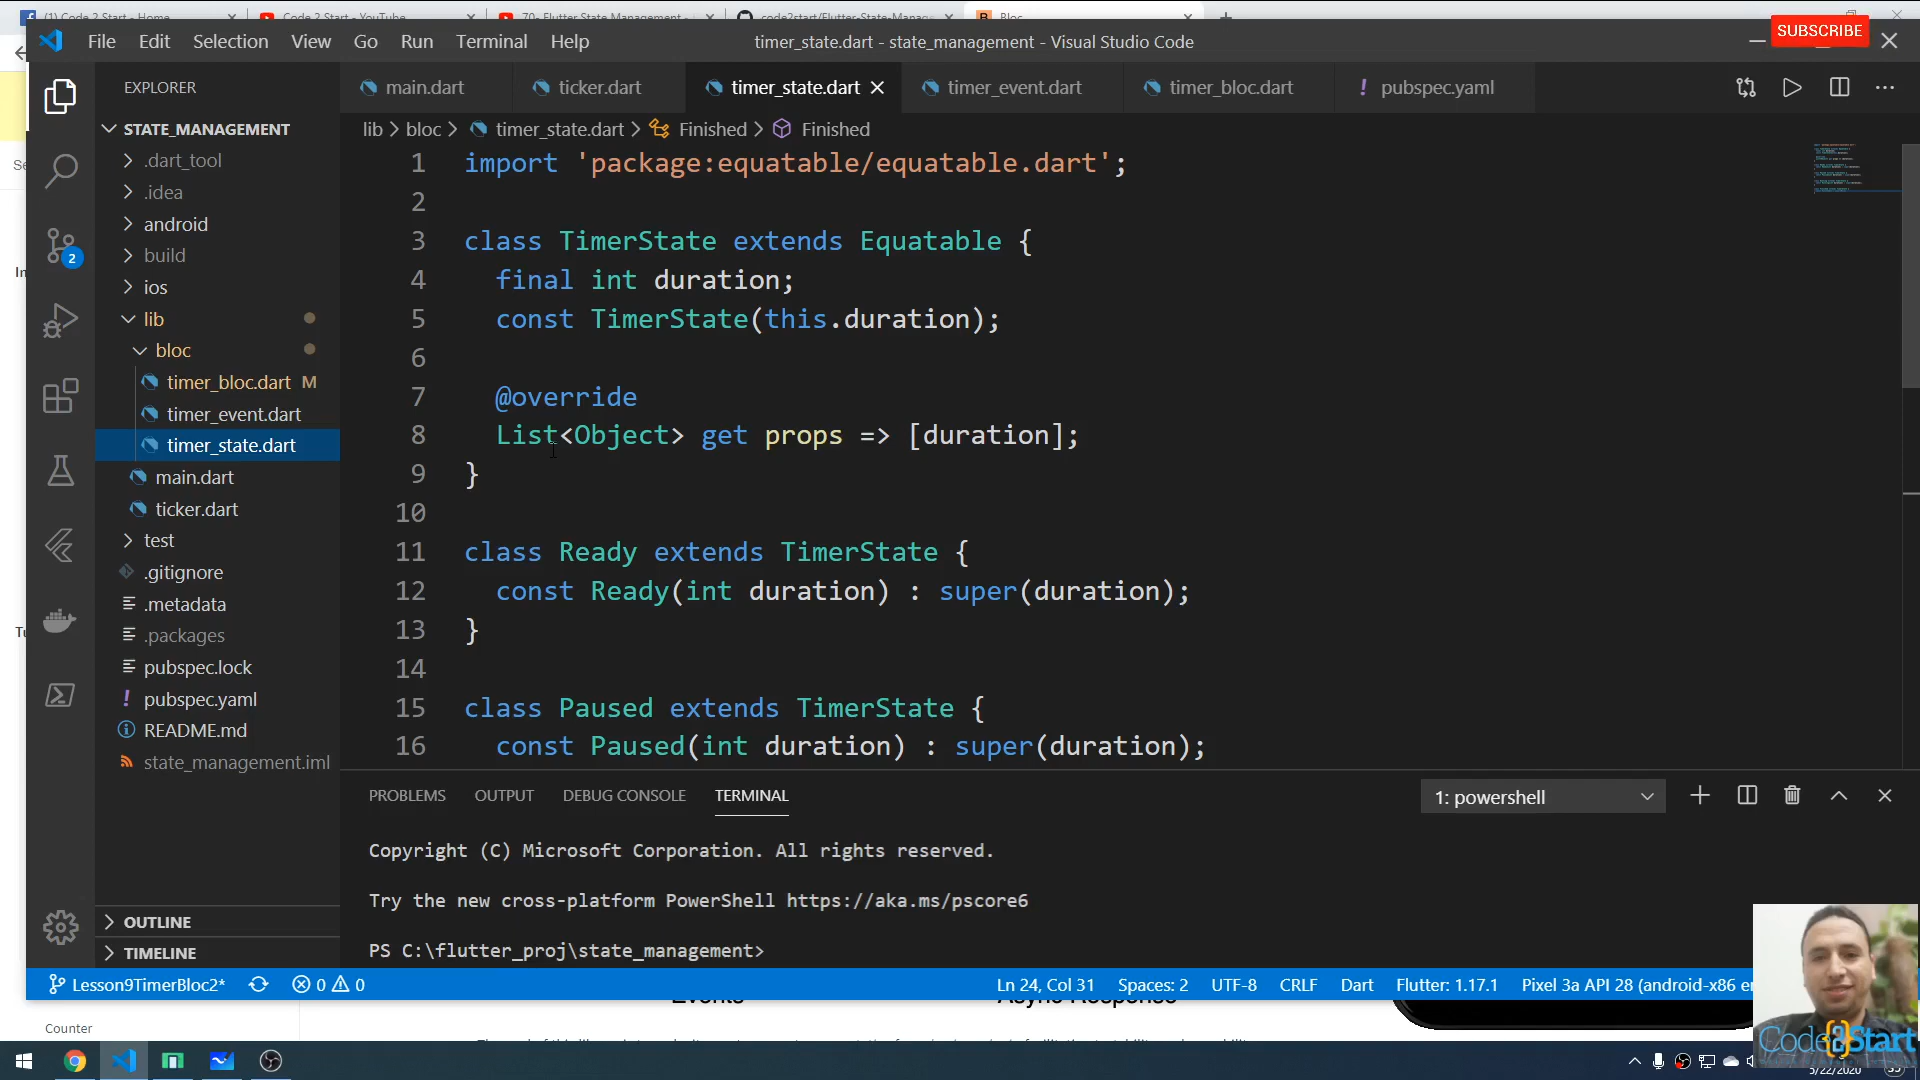 (1) Code 2 Start - Home
Code 2 Start - YouTube
70- Flutter State Management -
code2start/Flutter-State-Manage
Bloc
SUBSCRIBE
File Edit Selection View Go Run Terminal Help
timer_state.dart - state_management - Visual Studio Code
EXPLORER
main.dart
ticker.dart
timer_state.dart
timer_event.dart
timer_bloc.dart
! pubspec.yaml
lib > bloc > timer_state.dart > Finished > Finished
STATE_MANAGEMENT
.dart_tool
.idea
android
build
ios
lib
bloc
timer_bloc.dart M
timer_event.dart
timer_state.dart
main.dart
ticker.dart
test
.gitignore
.metadata
.packages
pubspec.lock
! pubspec.yaml
README.md
state_management.iml
OUTLINE
TIMELINE
2
1 import 'package:equatable/equatable.dart';
2
3 class TimerState extends Equatable {
4 final int duration;
5 const TimerState(this.duration);
6
7 @override
8 List<Object> get props => [duration];
9 }
10
11 class Ready extends TimerState {
12 const Ready(int duration) : super(duration);
13 }
14
15 class Paused extends TimerState {
16 const Paused(int duration) : super(duration);
PROBLEMS OUTPUT DEBUG CONSOLE TERMINAL
1: powershell
Copyright (C) Microsoft Corporation. All rights reserved.
Try the new cross-platform PowerShell https://aka.ms/pscore6
PS C:\flutter_proj\state_management>
Lesson9TimerBloc2* 0 0
Ln 24, Col 31 Spaces: 2 UTF-8 CRLF Dart Flutter: 1.17.1 Pixel 3a API 28 (android-x86 e
Events
Async Response
Counter
Code2Start
5/22/2020